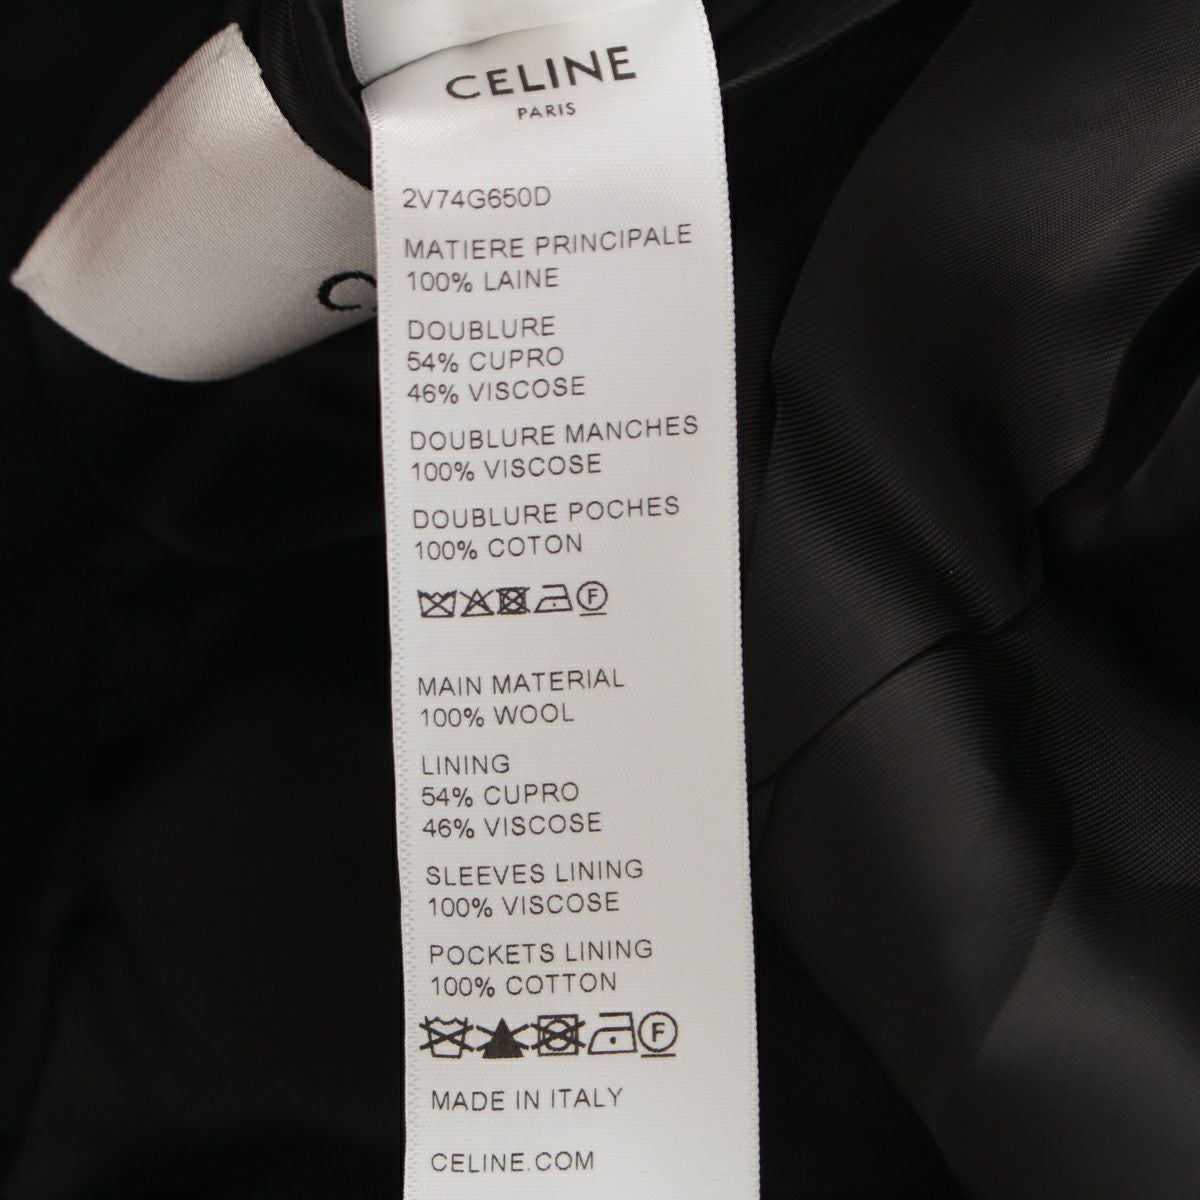 CELINE
PARIS
2V74G650D
MATIERE PRINCIPALE
100% LAINE
DOUBLURE
54% CUPRO
46% VISCOSE
DOUBLURE MANCHES
100% VISCOSE
DOUBLURE POCHES
100% COTON
F
MAIN MATERIAL
100% WOOL
LINING
54% CUPRO
46% VISCOSE
SLEEVES LINING
100% VISCOSE
POCKETS LINING
100% COTTON
F
MADE IN ITALY
CELINE.COM